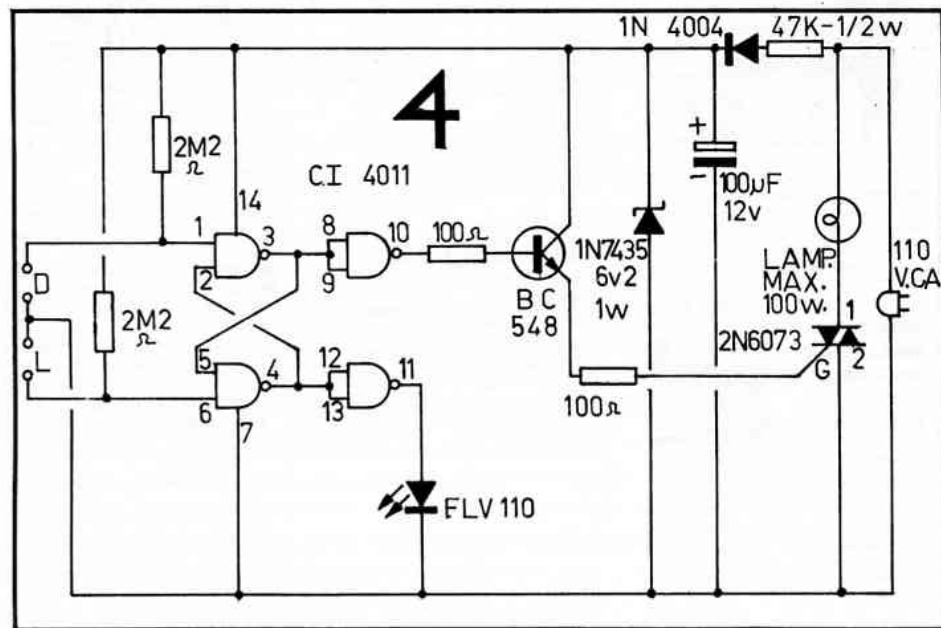 1N 4004 47K-1/2w
4
2M2
Ω
C.I 4011
14
1
2
3
8
9
10
100Ω
BC
548
1N7435
6v2
1w
+
-
100µF
12v
LAMP.
MAX.
100w.
110
V.CA
D
L
2M2
Ω
5
6
4
7
12
13
11
100Ω
2N6073
1
G
2
FLV110